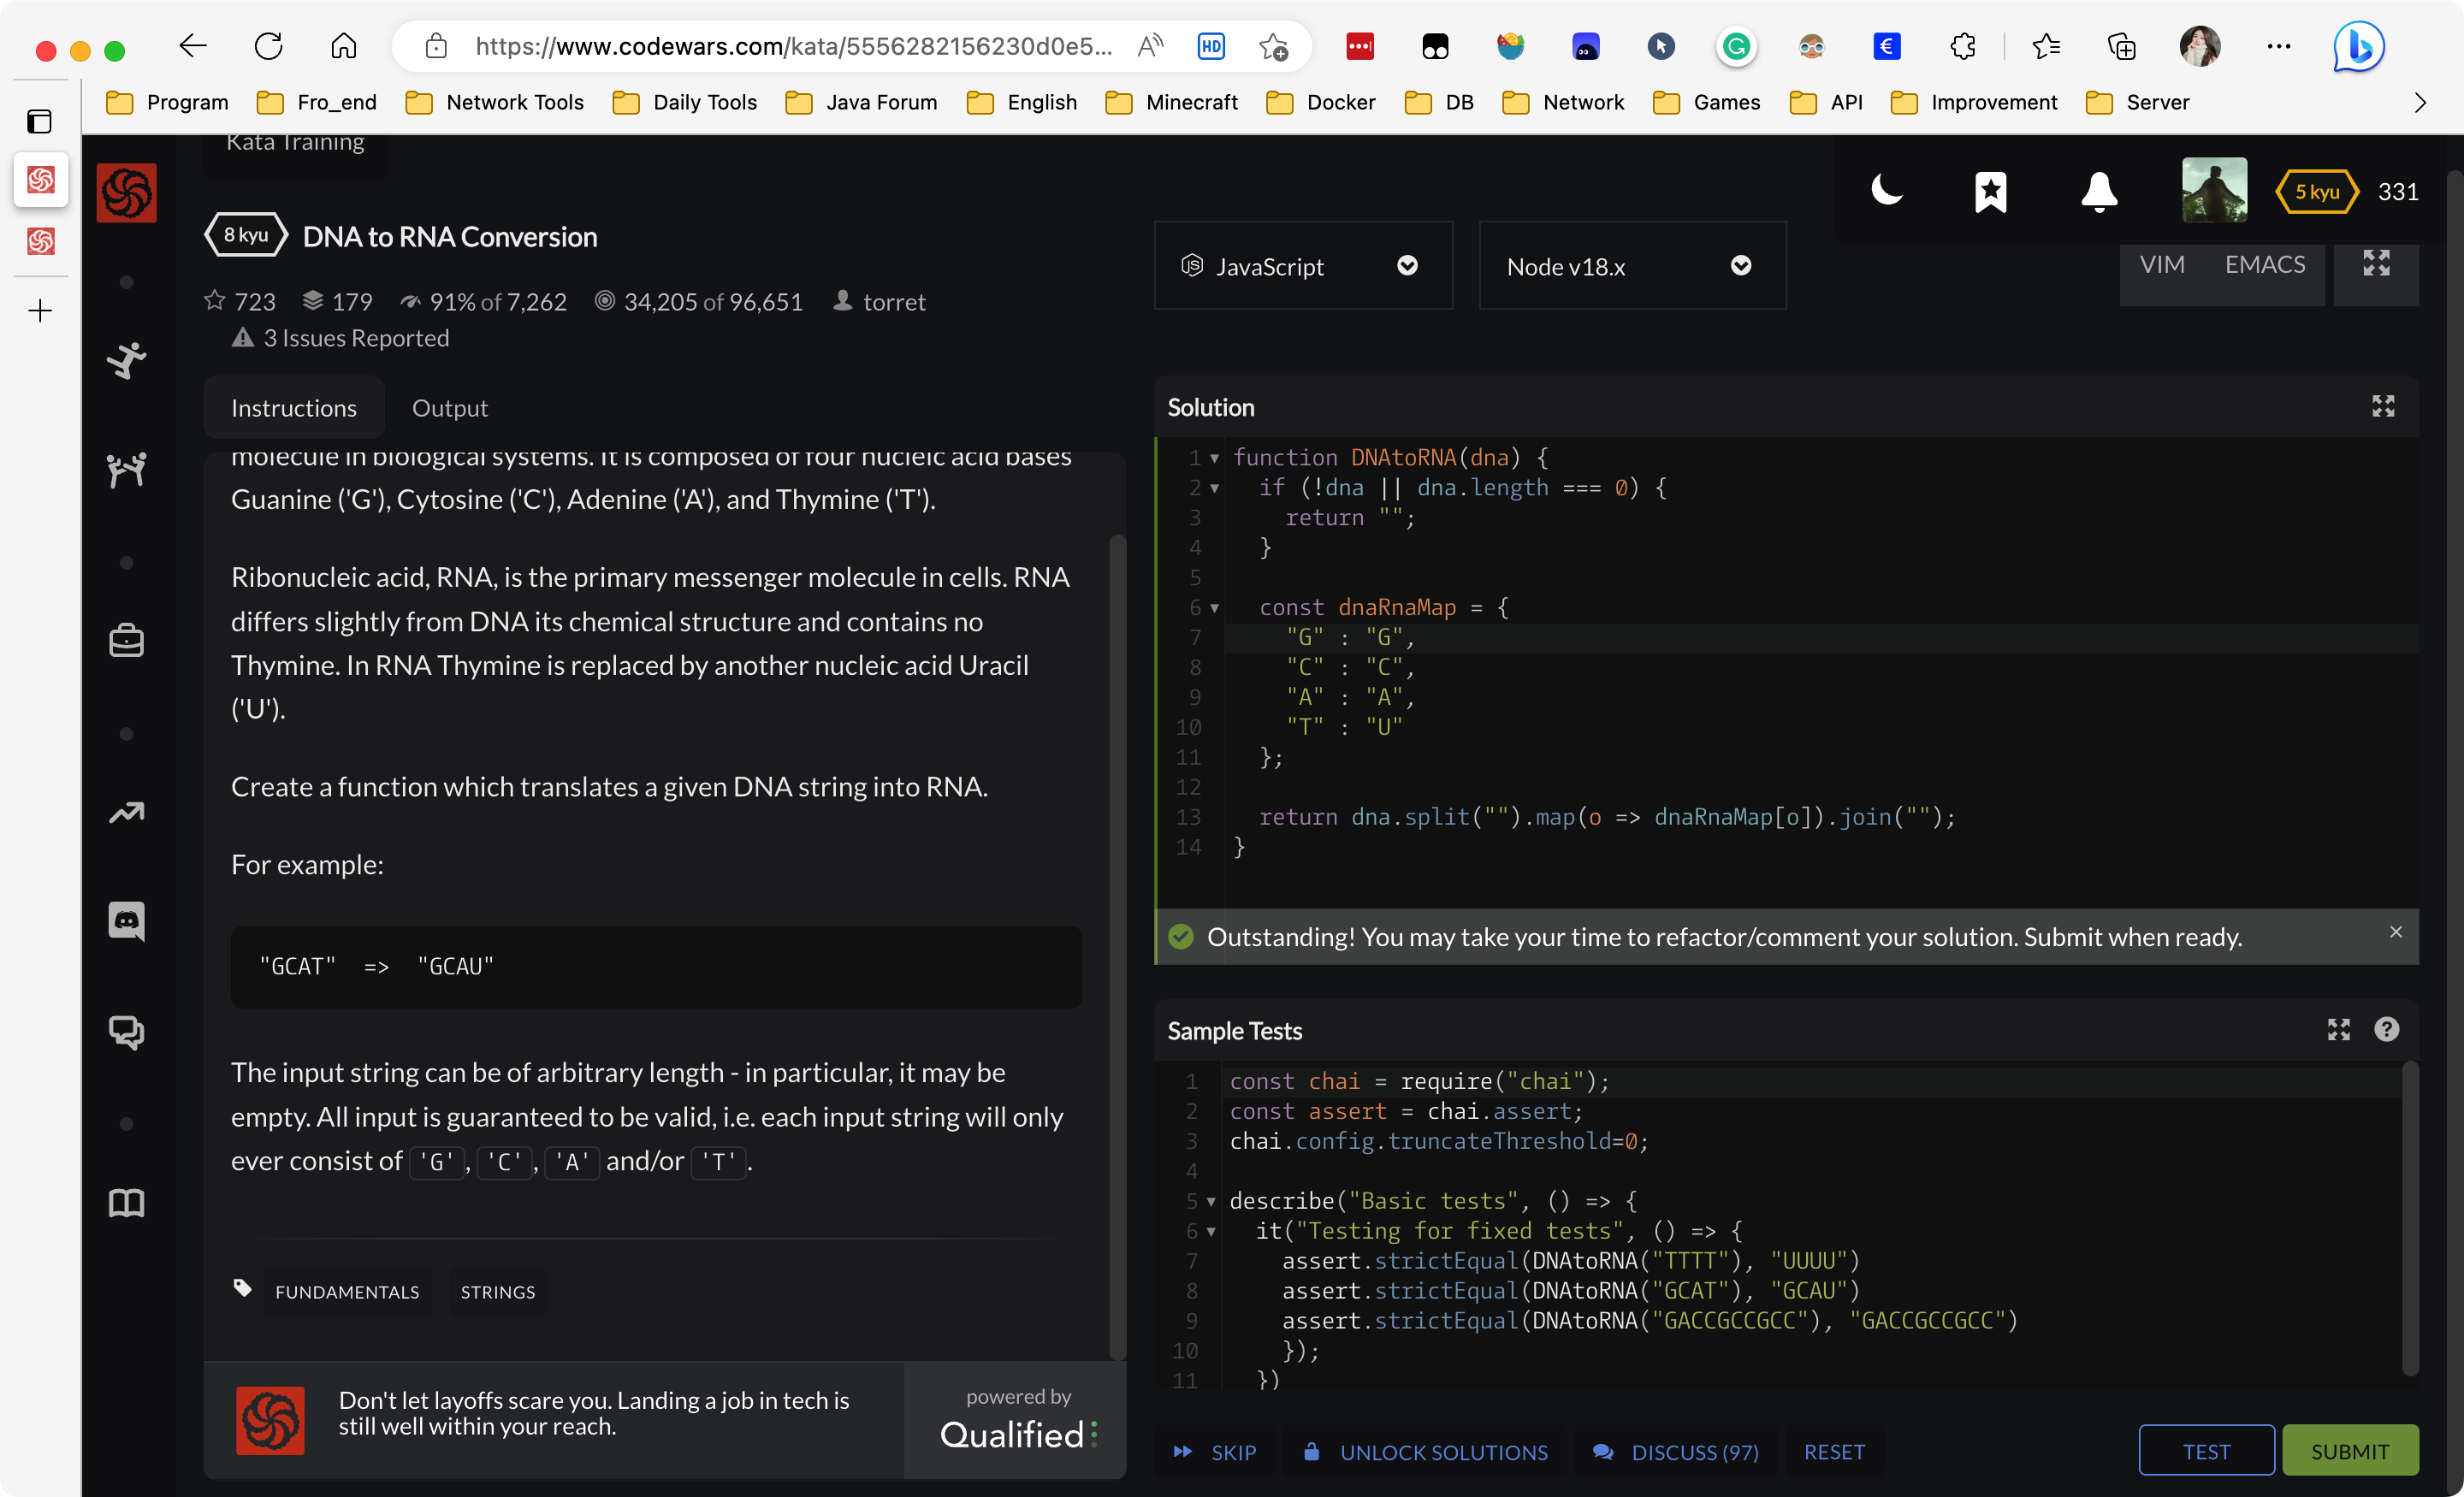 https://www.codewars.com/kata/5556282156230d0e5...
HD
Program
Fro_end
Network Tools
Daily Tools
Java Forum
English
Minecraft
Docker
DB
Network
Games
API
Improvement
Server
Kata Training
5 kyu
331
8 kyu
DNA to RNA Conversion
723
179
91% of 7,262
34,205 of 96,651
torret
3 Issues Reported
JavaScript
Node v18.x
VIM
EMACS
Instructions
Output
molecule in biological systems. It is composed of four nucleic acid bases
Guanine ('G'), Cytosine ('C'), Adenine ('A'), and Thymine ('T').
Ribonucleic acid, RNA, is the primary messenger molecule in cells. RNA
differs slightly from DNA its chemical structure and contains no
Thymine. In RNA Thymine is replaced by another nucleic acid Uracil
('U').
Create a function which translates a given DNA string into RNA.
For example:
"GCAT"  =>  "GCAU"
The input string can be of arbitrary length - in particular, it may be
empty. All input is guaranteed to be valid, i.e. each input string will only
ever consist of 'G', 'C', 'A' and/or 'T'.
FUNDAMENTALS
STRINGS
Don't let layoffs scare you. Landing a job in tech is
still well within your reach.
powered by
Qualified
Solution
1 function DNAtoRNA(dna) {
2   if (!dna || dna.length === 0) {
3     return "";
4   }
5
6   const dnaRnaMap = {
7     "G" : "G",
8     "C" : "C",
9     "A" : "A",
10     "T" : "U"
11   };
12
13   return dna.split("").map(o => dnaRnaMap[o]).join("");
14 }
Outstanding! You may take your time to refactor/comment your solution. Submit when ready.
Sample Tests
1 const chai = require("chai");
2 const assert = chai.assert;
3 chai.config.truncateThreshold=0;
4
5 describe("Basic tests", () => {
6   it("Testing for fixed tests", () => {
7     assert.strictEqual(DNAtoRNA("TTTT"), "UUUU")
8     assert.strictEqual(DNAtoRNA("GCAT"), "GCAU")
9     assert.strictEqual(DNAtoRNA("GACCGCCGCC"), "GACCGCCGCC")
10     });
11   })
SKIP
UNLOCK SOLUTIONS
DISCUSS (97)
RESET
TEST
SUBMIT